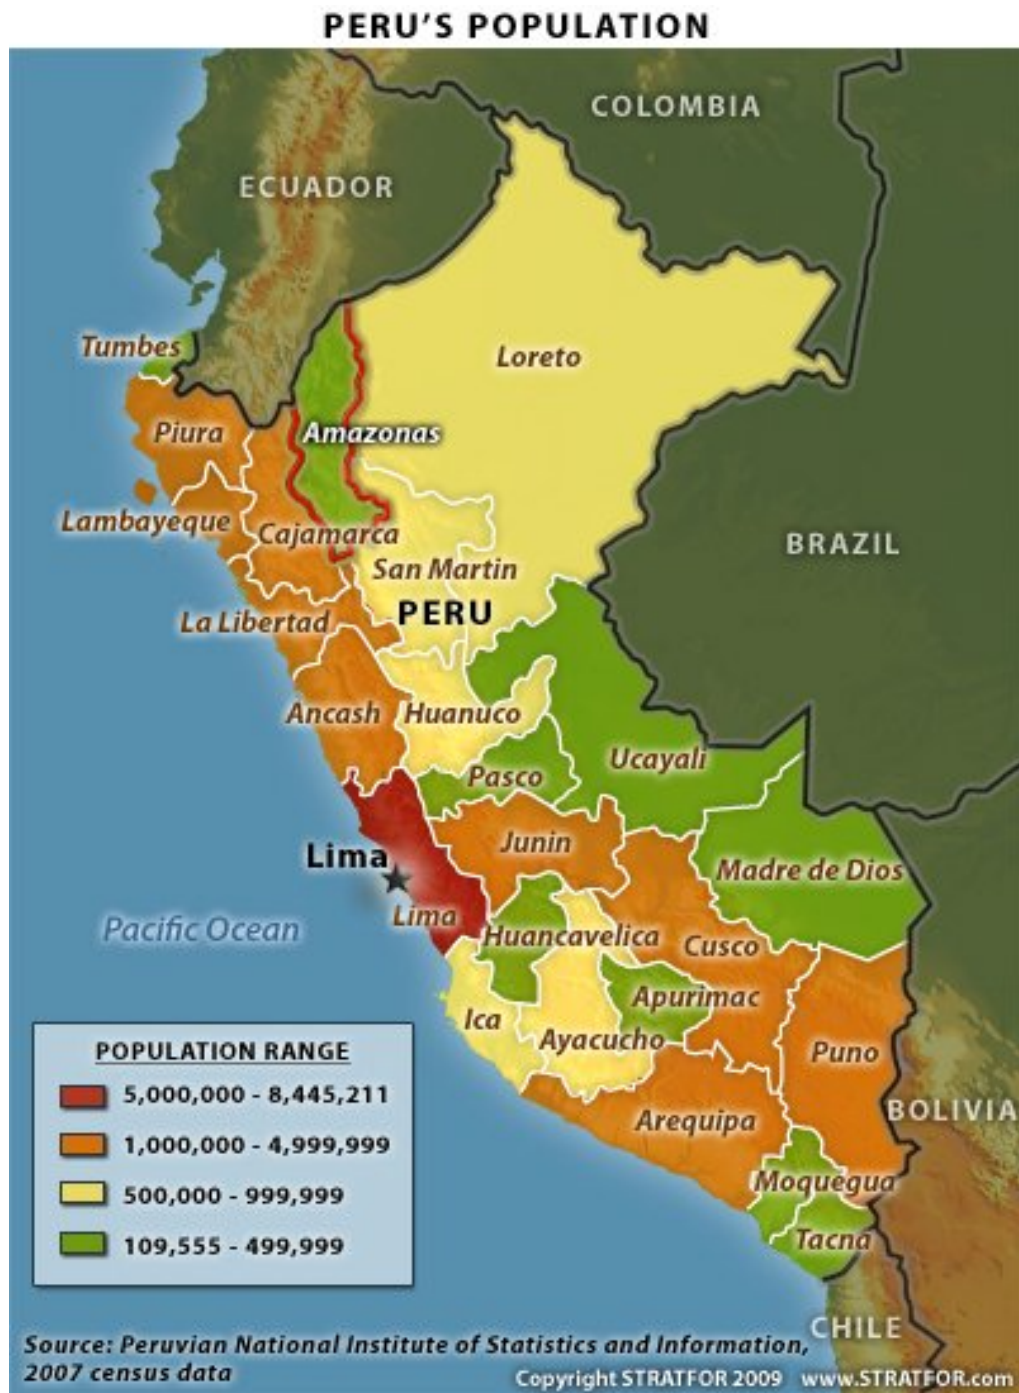 PERU'S POPULATION
COLOMBIA
ECUADOR
Tumbes
Loreto
Piura
Amazonas
Lambayeque
Cajamarca
BRAZIL
San Martin
PERU
La Libertad
Ancash
Huanuco
Ucayali
Pasco
Junin
Lima
Madre de Dios
Lima
Pacific Ocean
Huancavelica
Cusco
Apurimac
Ica
Ayacucho
Puno
Arequipa
BOLIVIA
Moquegua
Tacna
CHILE
POPULATION RANGE
5,000,000 - 8,445,211
1,000,000 - 4,999,999
500,000 - 999,999
109,555 - 499,999
Source: Peruvian National Institute of Statistics and Information,
2007 census data
Copyright STRATFOR 2009 www.STRATFOR.com